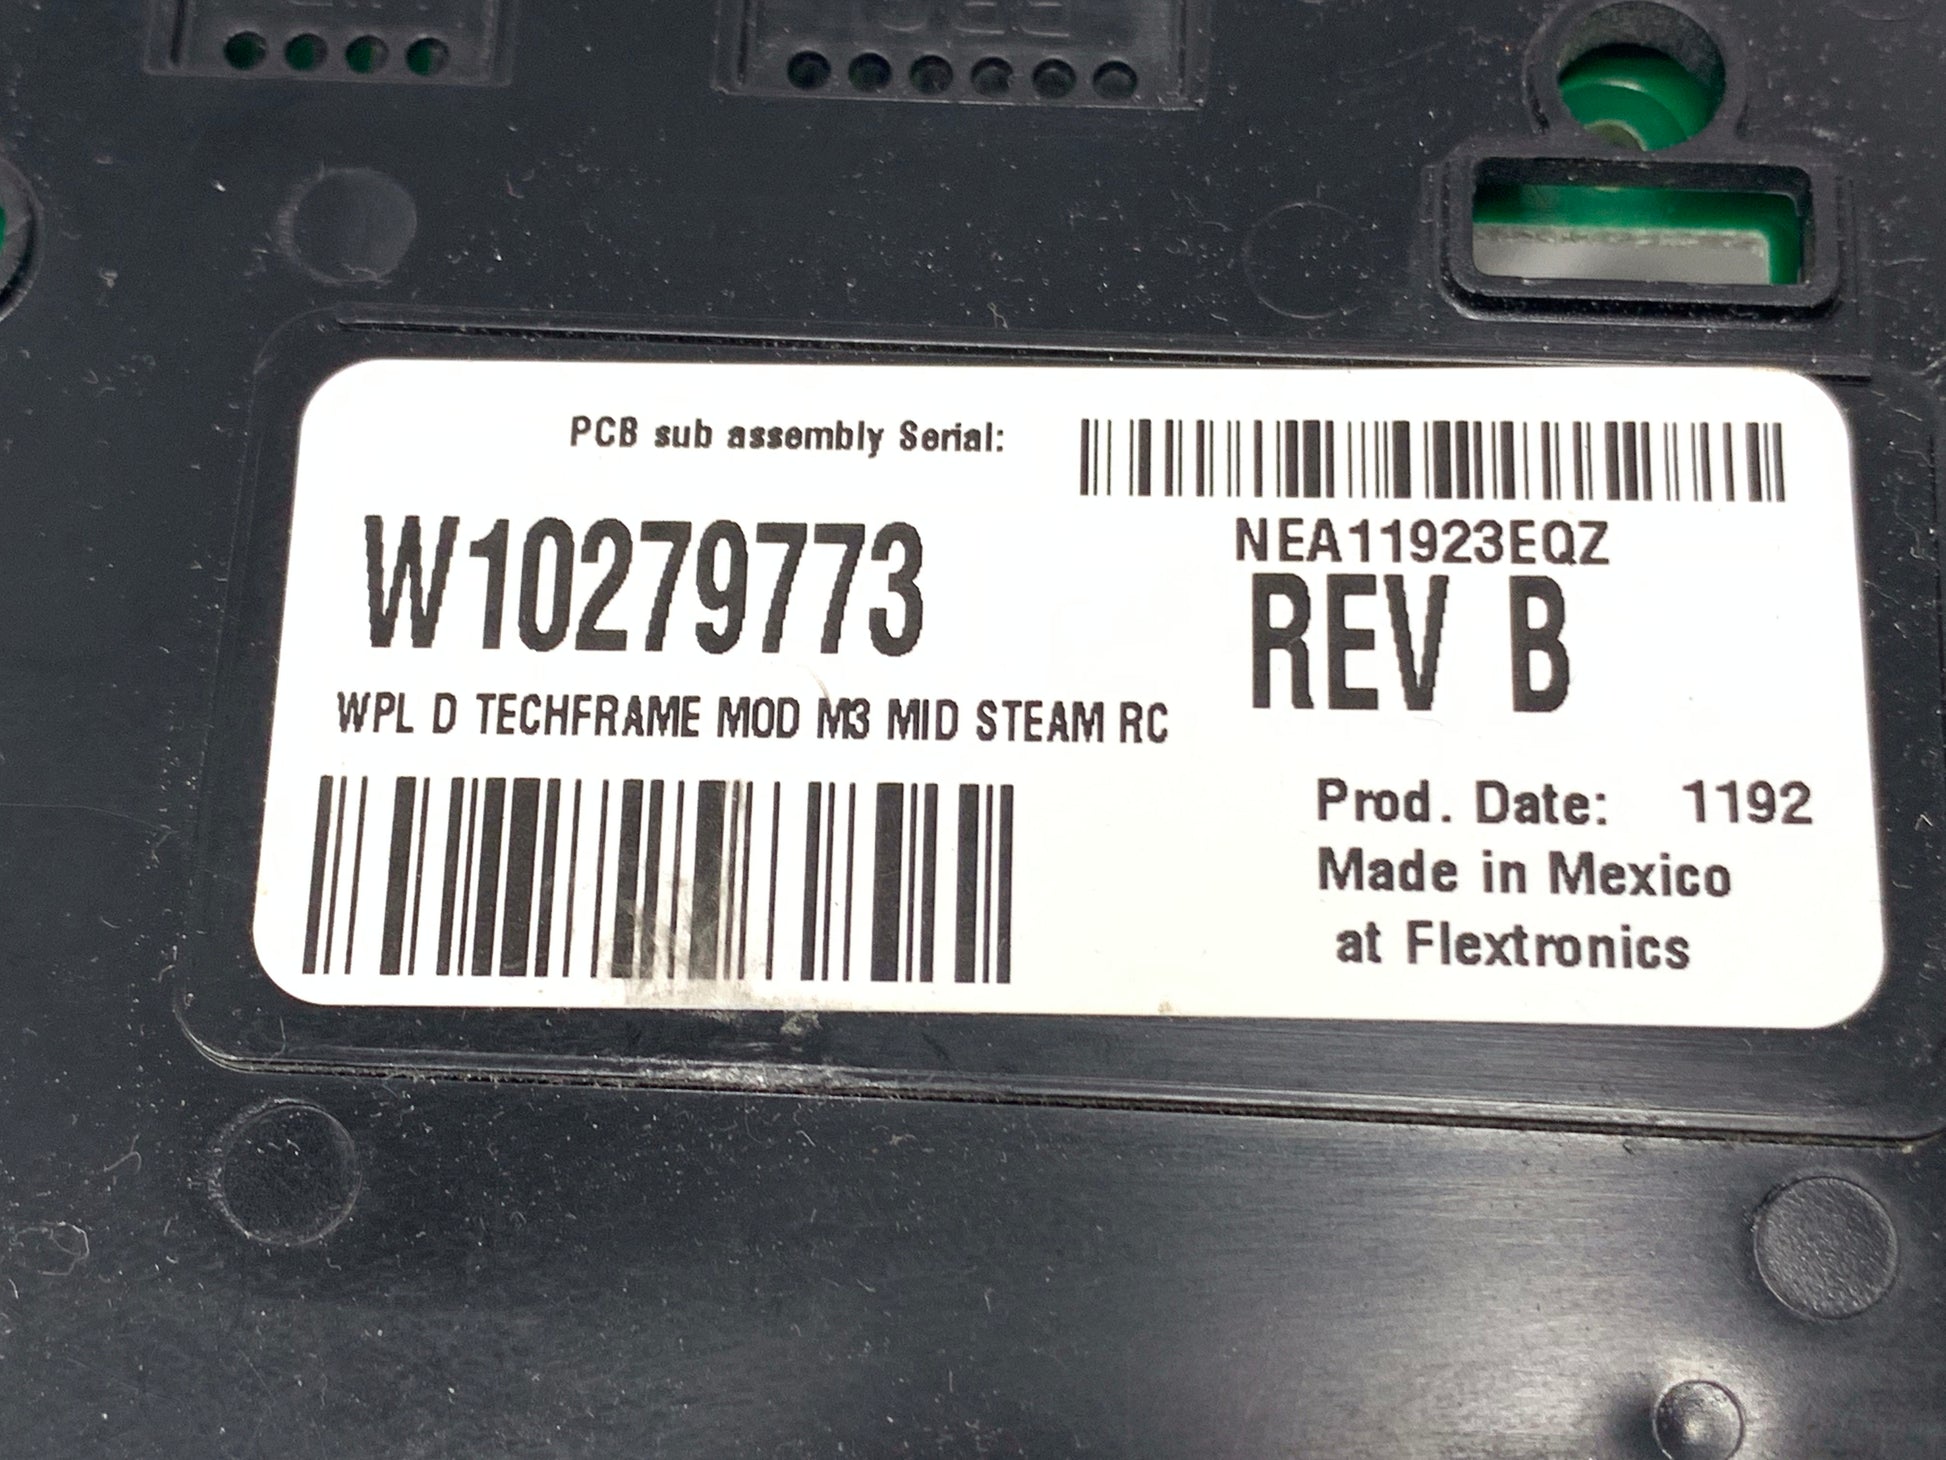 PCB sub assembly Serial:
NEA11923EQZ
W10279773
REV B
WPL D TECHFRAME MOD M3 MID STEAM RC
Prod. Date: 1192
Made in Mexico
at Flextronics